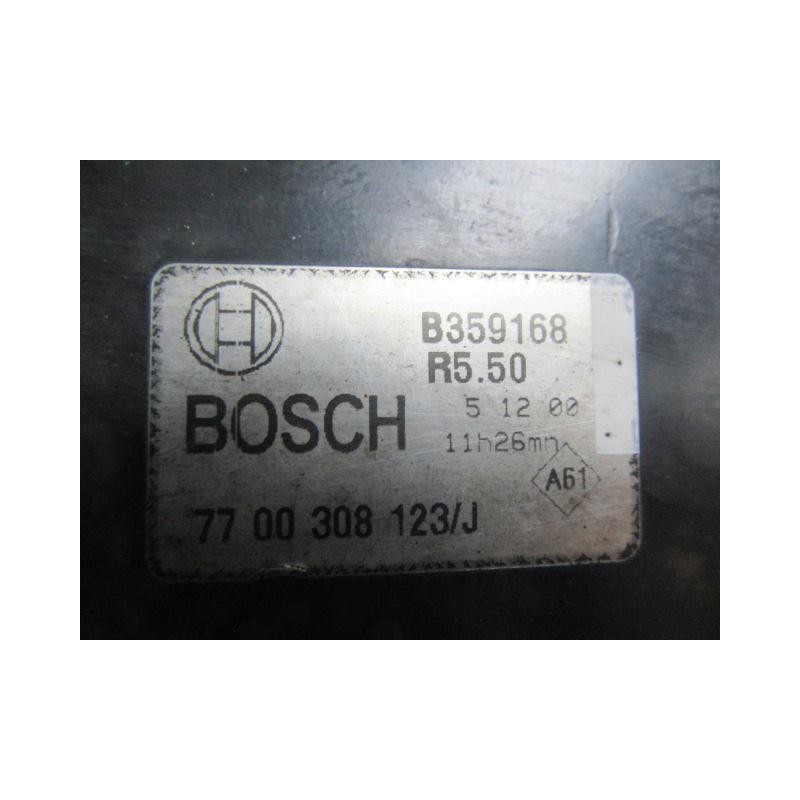 B359168
R5.50
BOSCH
5 12 00
11h26mn
A61
77 00 308 123/J